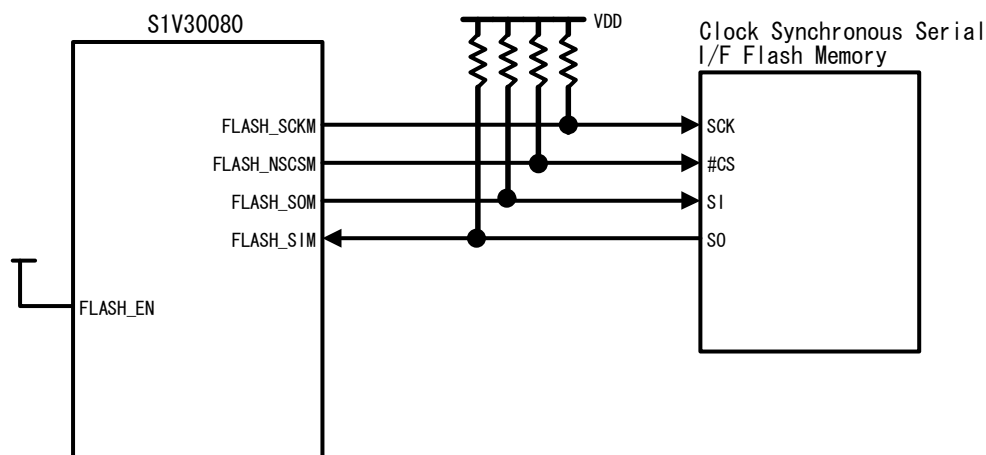 S1V30080
VDD
Clock Synchronous Serial
I/F Flash Memory
FLASH_SCKM
SCK
FLASH_NSCSM
#CS
FLASH_SOM
SI
FLASH_SIM
SO
FLASH_EN